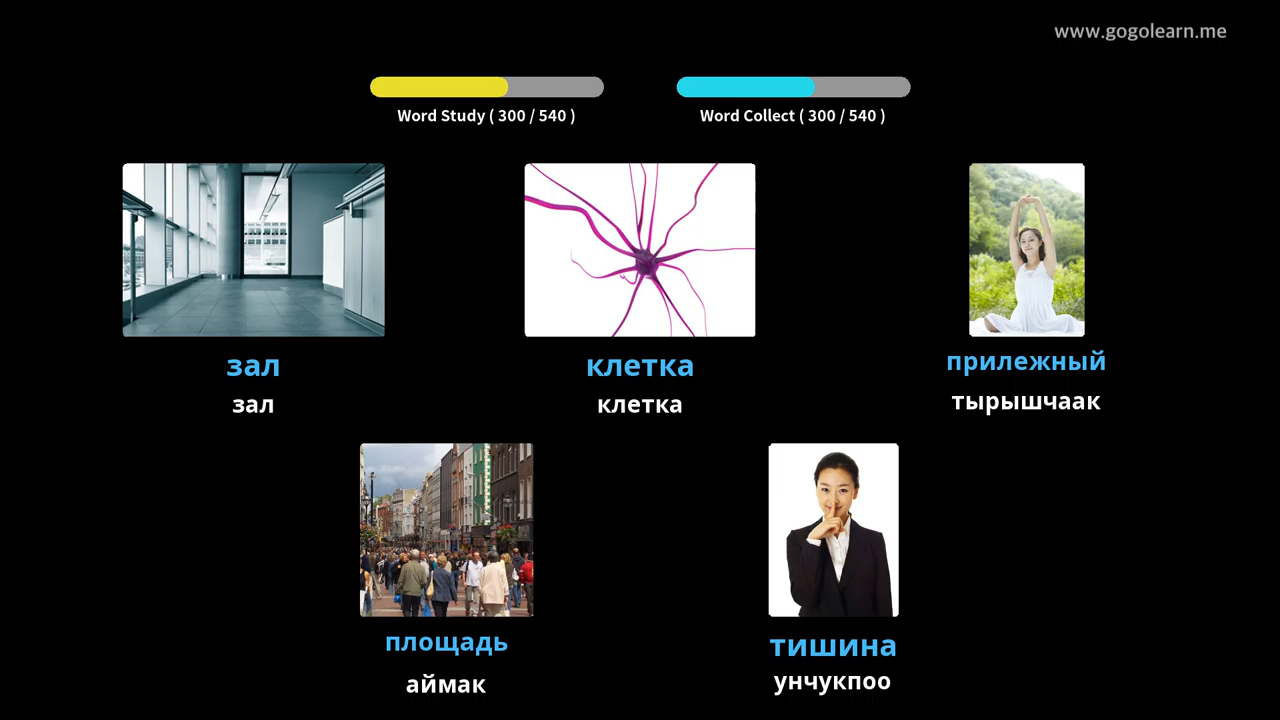 www.gogolearn.me
Word Study ( 300 / 540 )
Word Collect ( 300 / 540 )
зал
зал
клетка
клетка
прилежный
тырышчаак
площадь
аймак
тишина
унчукпоо